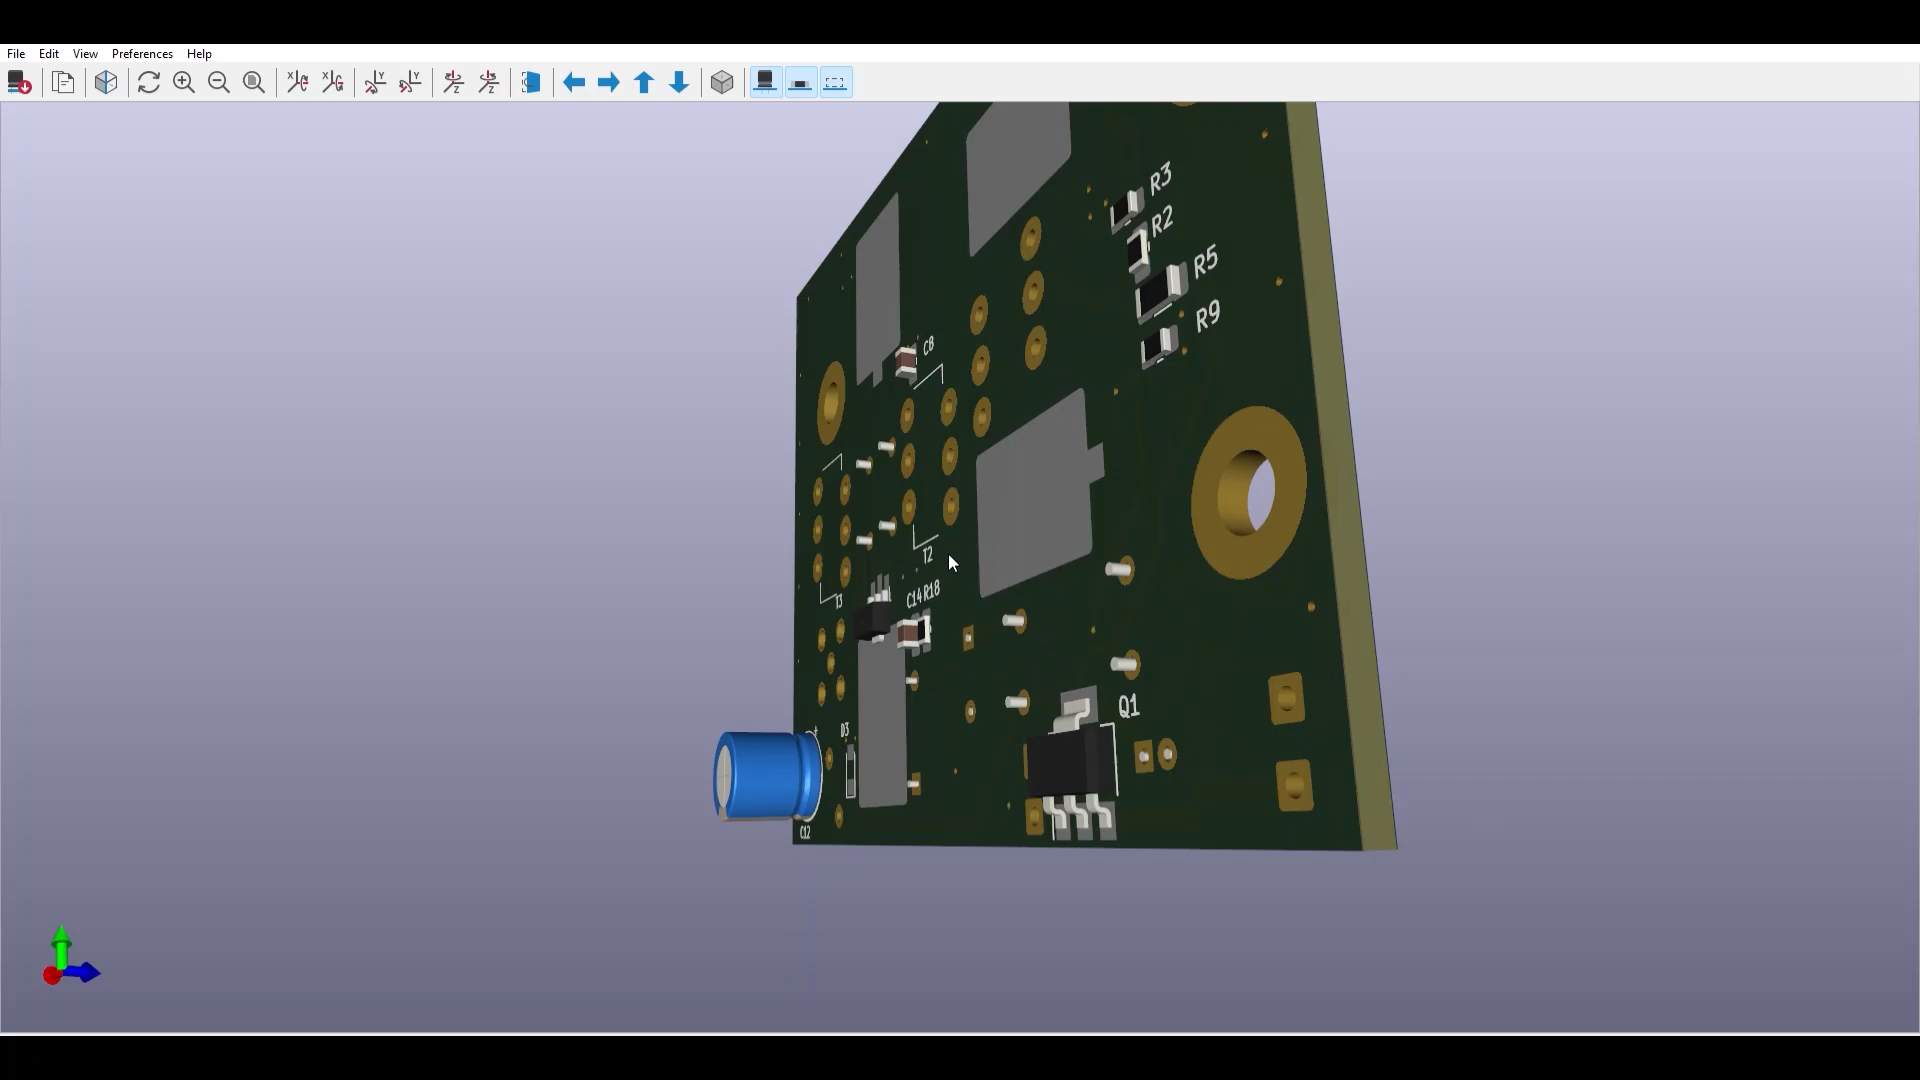 File Edit View Preferences Help
R3
R2
R5
R9
C8
T2
T3
C14 R18
Q1
D3
+
C12